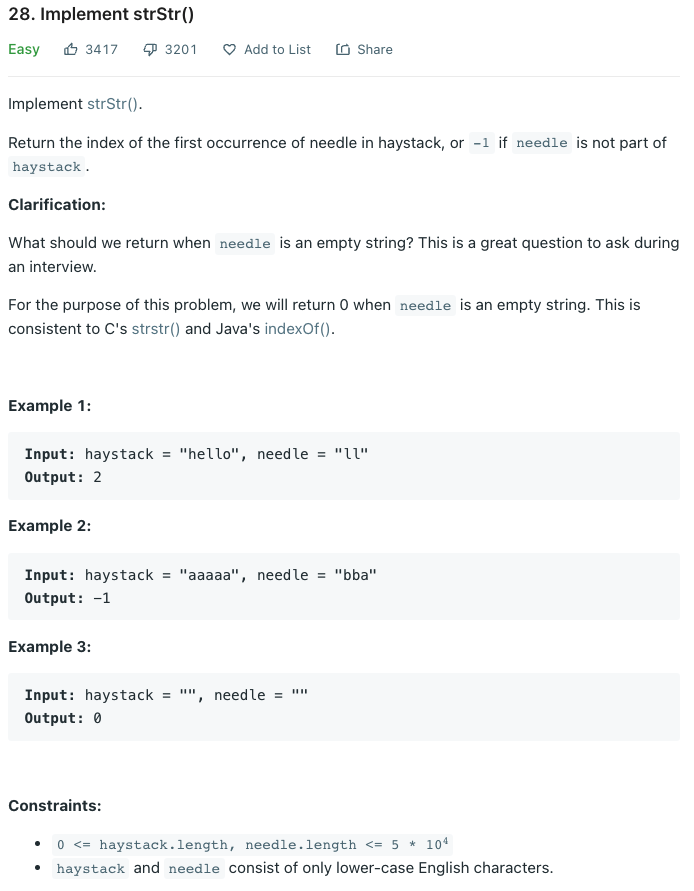 28. Implement strStr()
Easy 3417 3201 Add to List Share
Implement strStr().
Return the index of the first occurrence of needle in haystack, or -1 if needle is not part of
haystack.
Clarification:
What should we return when needle is an empty string? This is a great question to ask during
an interview.
For the purpose of this problem, we will return 0 when needle is an empty string. This is
consistent to C's strstr() and Java's indexOf().
Example 1:
Input: haystack = "hello", needle = "ll"
Output: 2
Example 2:
Input: haystack = "aaaaa", needle = "bba"
Output: -1
Example 3:
Input: haystack = "", needle = ""
Output: 0
Constraints:
• 0 <= haystack.length, needle.length <= 5 * 10⁴
• haystack and needle consist of only lower-case English characters.